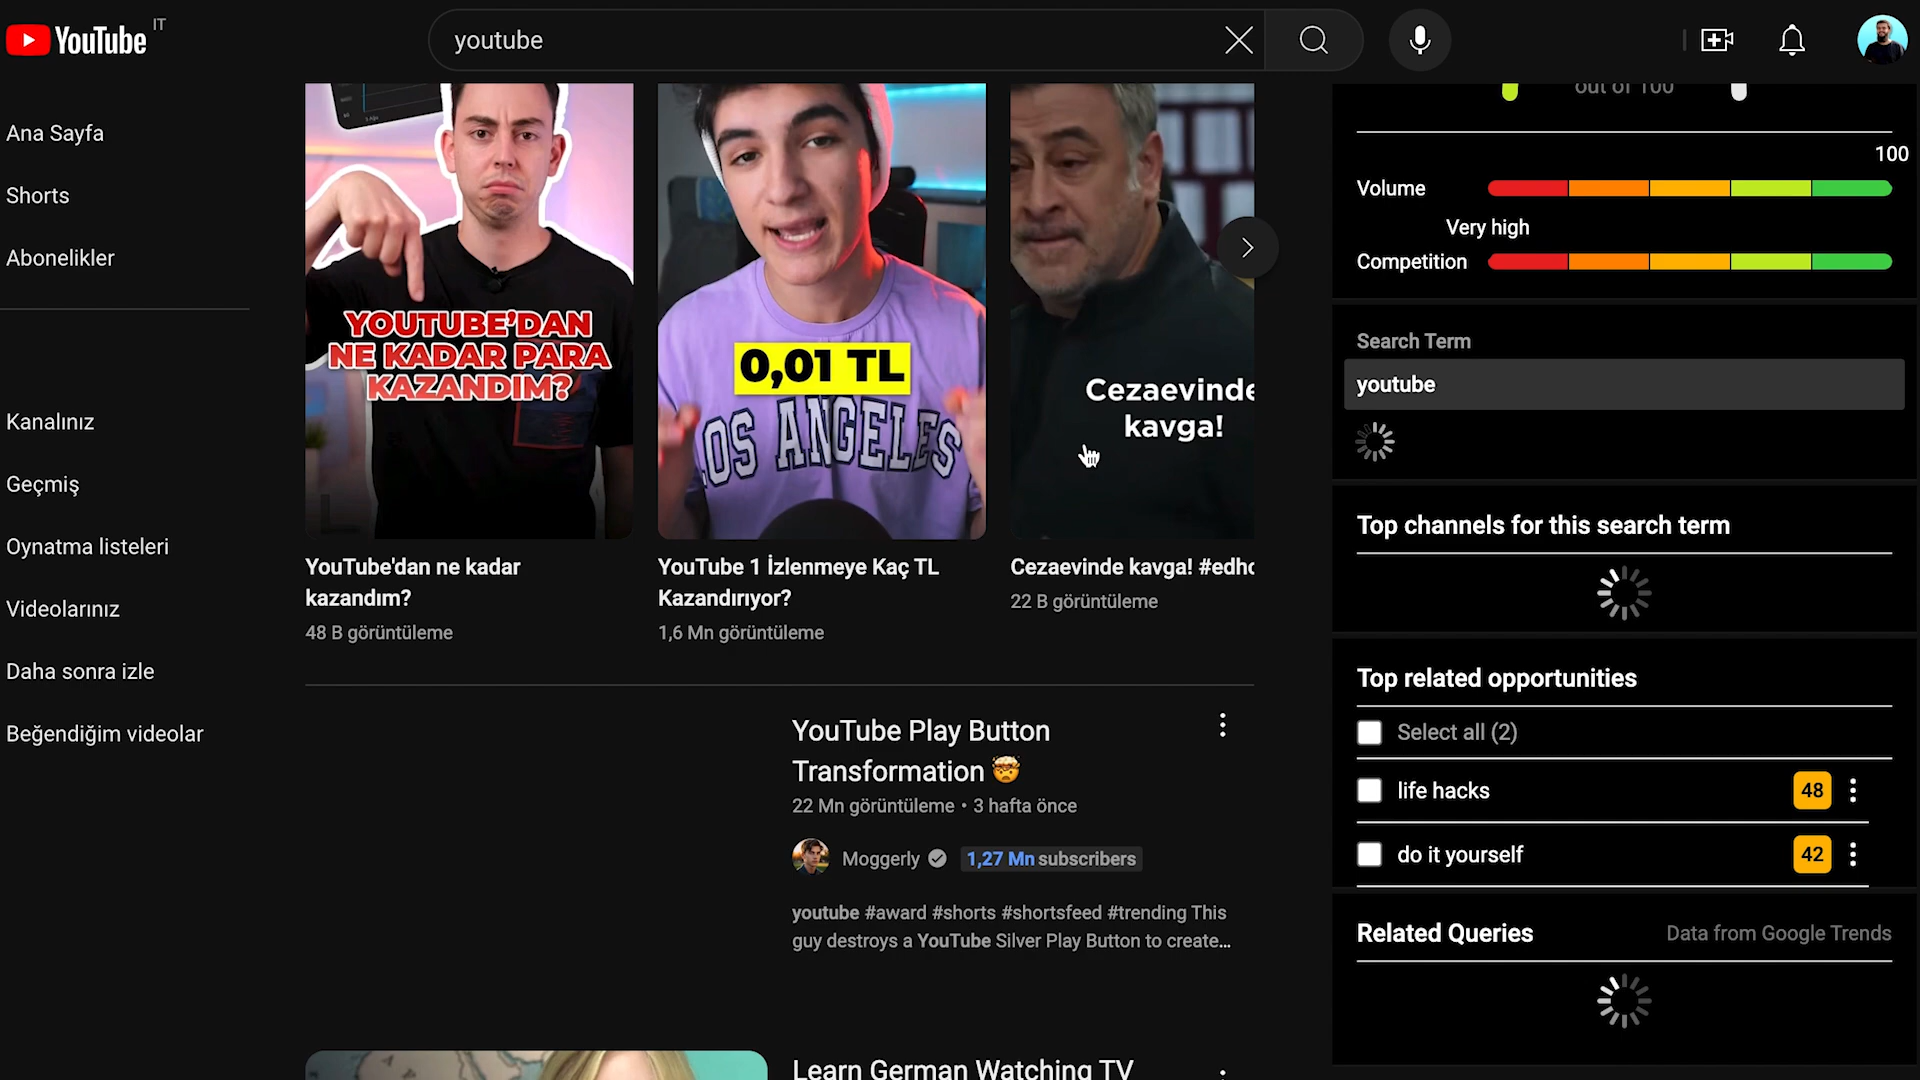 YouTube IT
youtube
Ana Sayfa
Shorts
Abonelikler
Kanalınız
Geçmiş
Oynatma listeleri
Videolarınız
Daha sonra izle
Beğendiğim videolar
YOUTUBE'DAN
NE KADAR PARA
KAZANDIM?
YouTube'dan ne kadar
kazandım?
48 B görüntüleme
0,01 TL
LOS ANGELES
YouTube 1 İzlenmeye Kaç TL
Kazandırıyor?
1,6 Mn görüntüleme
Cezaevinde
kavga!
Cezaevinde kavga! #edho
22 B görüntüleme
YouTube Play Button
Transformation 🤯
22 Mn görüntüleme • 3 hafta önce
Moggerly
1,27 Mn subscribers
youtube #award #shorts #shortsfeed #trending This
guy destroys a YouTube Silver Play Button to create...
Learn German Watching TV
out of 100
100
Volume
Very high
Competition
Search Term
youtube
Top channels for this search term
Top related opportunities
Select all (2)
life hacks 48
do it yourself 42
Related Queries Data from Google Trends